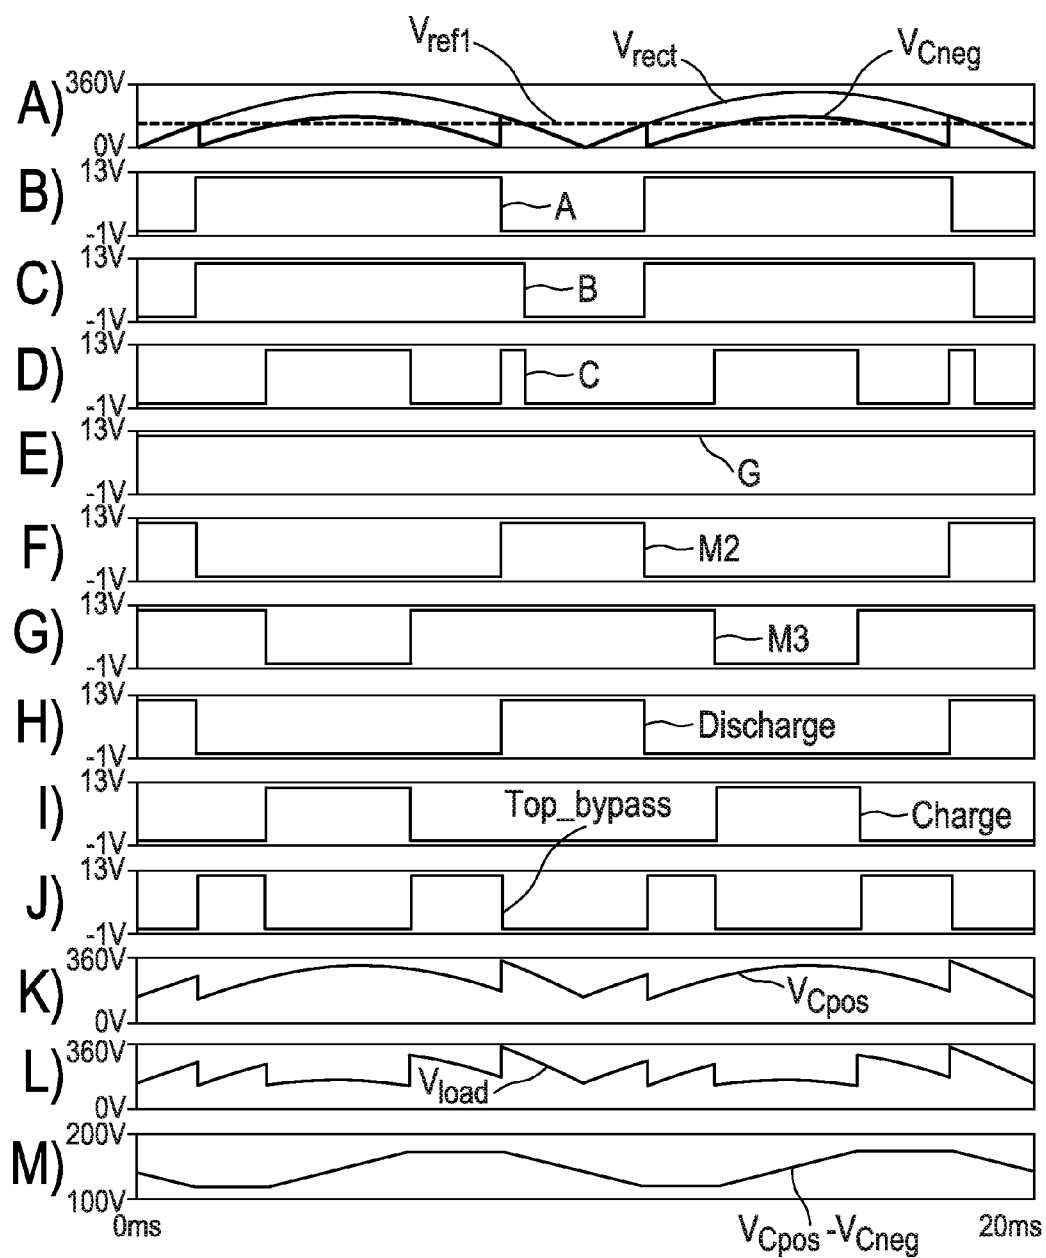 Vref1
Vrect
VCneg
A)
360V
0V
B)
13V
-1V
A
C)
13V
-1V
B
D)
13V
-1V
C
E)
13V
-1V
G
F)
13V
-1V
M2
G)
13V
-1V
M3
H)
13V
-1V
Discharge
I)
13V
-1V
Top_bypass
Charge
J)
13V
-1V
K)
360V
0V
VCpos
L)
360V
0V
Vload
M)
200V
100V
0ms
VCpos-VCneg
20ms